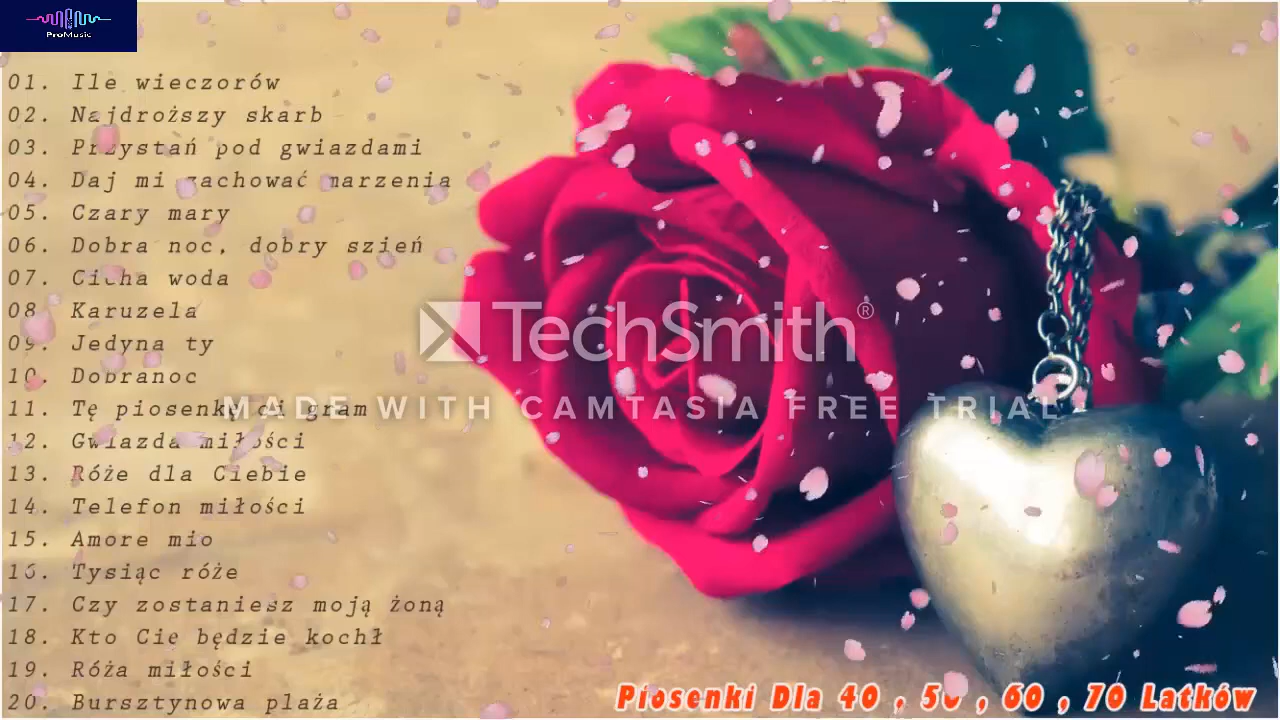 ProMusic
01. Ile wieczorów
02. Najdroższy skarb
03. Przystań pod gwiazdami
04. Daj mi zachować marzenia
05. Czary mary
06. Dobra noc, dobry szień
07. Cicha woda
08. Karuzela
09. Jedyna ty
10. Dobranoc
11. Tę piosenkę ci gram
12. Gwiazda miłości
13. Róże dla Ciebie
14. Telefon miłości
15. Amore mio
16. Tysiąc róże
17. Czy zostaniesz moją żoną
18. Kto Cię będzie kochł
19. Róża miłości
20. Bursztynowa plaża
TechSmith®
MADE WITH CAMTASIA FREE TRIAL
Piosenki Dla 40 , 50 , 60 , 70 Latków